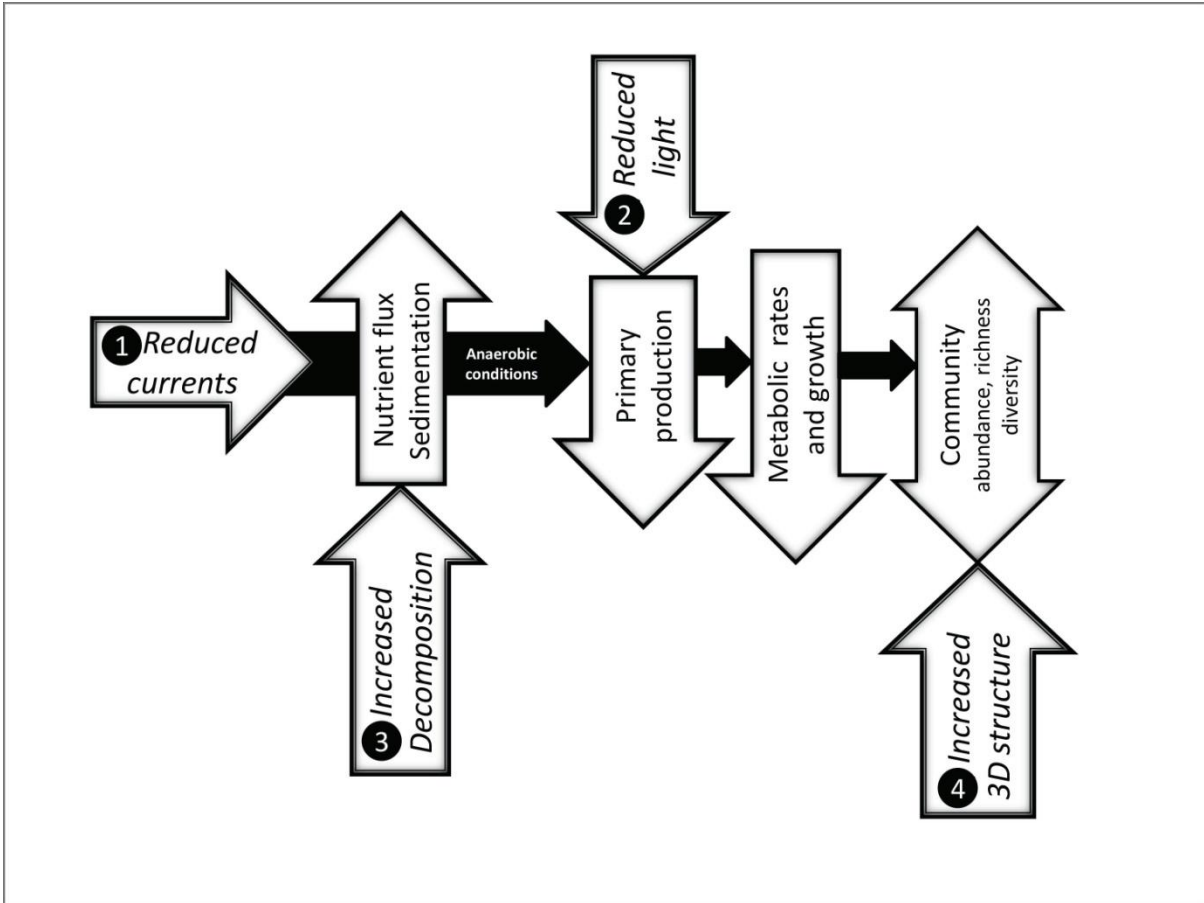 1 Reduced
currents
Nutrient flux
Sedimentation
Anaerobic
conditions
2 Reduced
light
Primary
production
Metabolic rates
and growth
Community
abundance, richness
diversity
3 Increased
Decomposition
4 Increased
3D structure